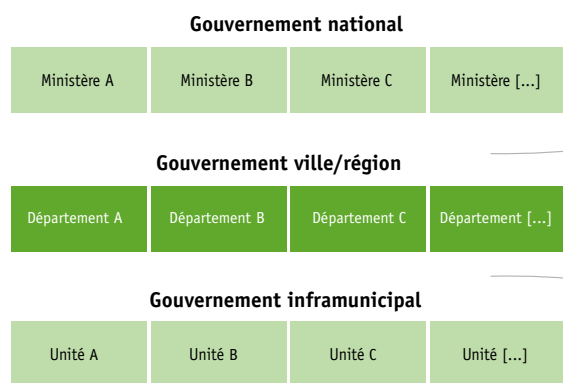 Gouvernement national
Ministère A Ministère B Ministère C Ministère [...]
Gouvernement ville/région
Département A Département B Département C Département [...]
Gouvernement inframunicipal
Unité A Unité B Unité C Unité [...]